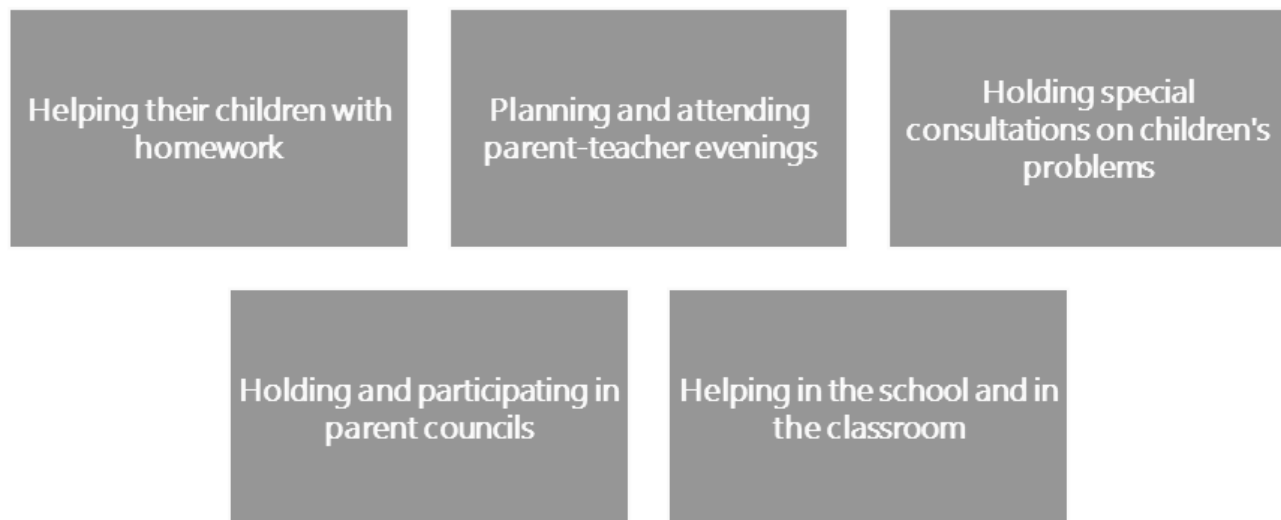 Helping their children with
homework
Planning and attending
parent-teacher evenings
Holding special
consultations on children's
problems
Holding and participating in
parent councils
Helping in the school and in
the classroom